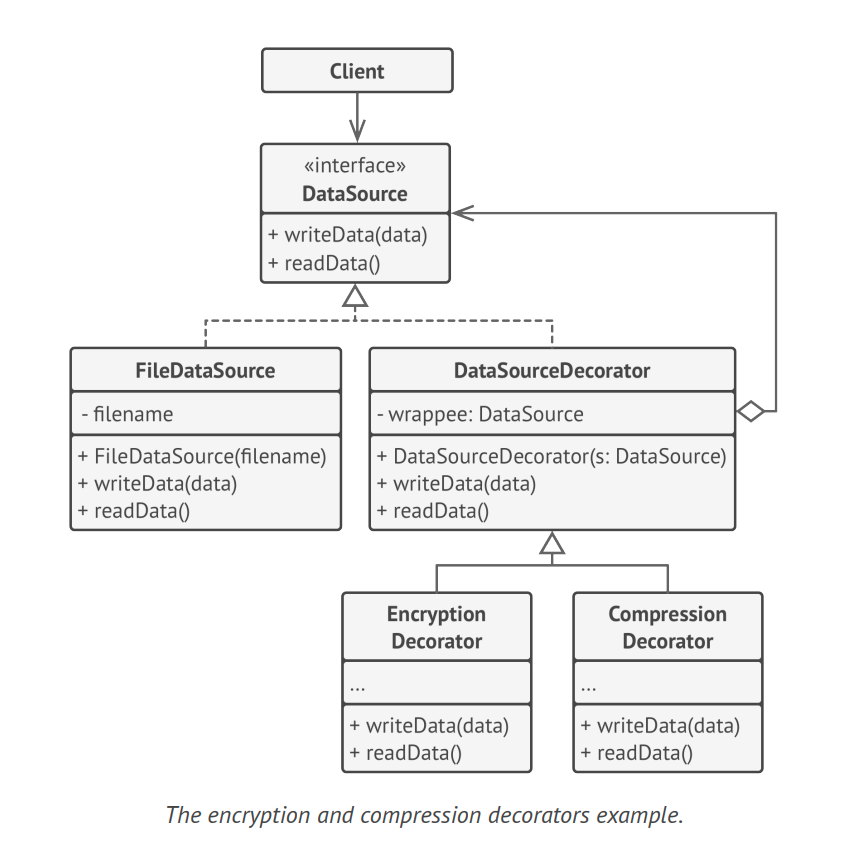 Client
«interface»
DataSource
+ writeData(data)
+ readData()
FileDataSource
- filename
+ FileDataSource(filename)
+ writeData(data)
+ readData()
DataSourceDecorator
- wrappee: DataSource
+ DataSourceDecorator(s: DataSource)
+ writeData(data)
+ readData()
Encryption
Decorator
...
+ writeData(data)
+ readData()
Compression
Decorator
...
+ writeData(data)
+ readData()
The encryption and compression decorators example.